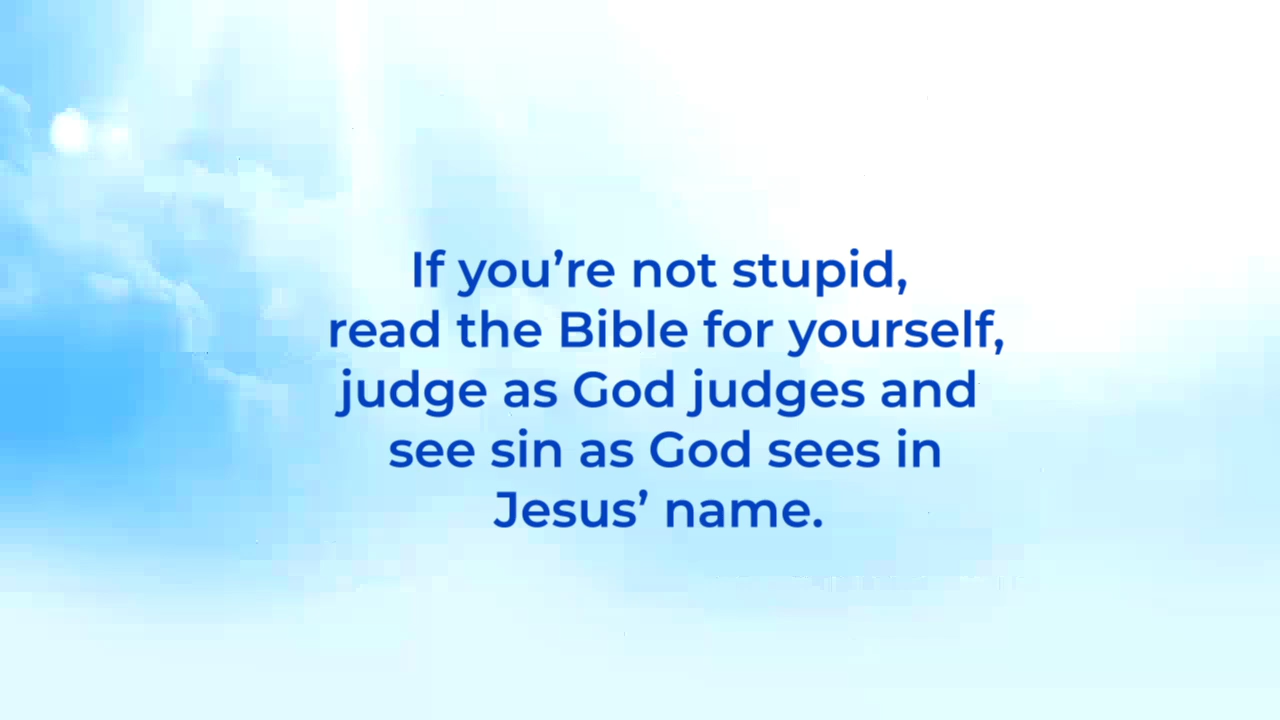 If you’re not stupid,
read the Bible for yourself,
judge as God judges and
see sin as God sees in
Jesus’ name.